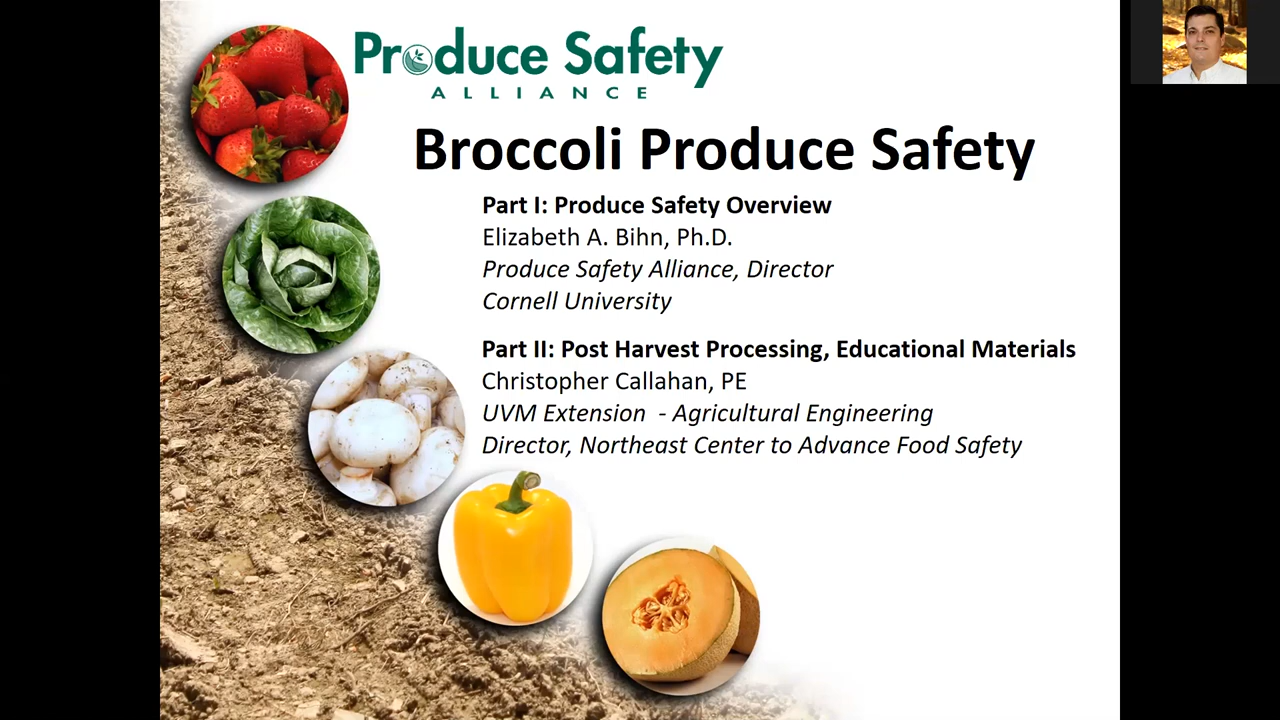 Produce Safety
ALLIANCE
Broccoli Produce Safety
Part I: Produce Safety Overview
Elizabeth A. Bihn, Ph.D.
Produce Safety Alliance, Director
Cornell University
Part II: Post Harvest Processing, Educational Materials
Christopher Callahan, PE
UVM Extension - Agricultural Engineering
Director, Northeast Center to Advance Food Safety